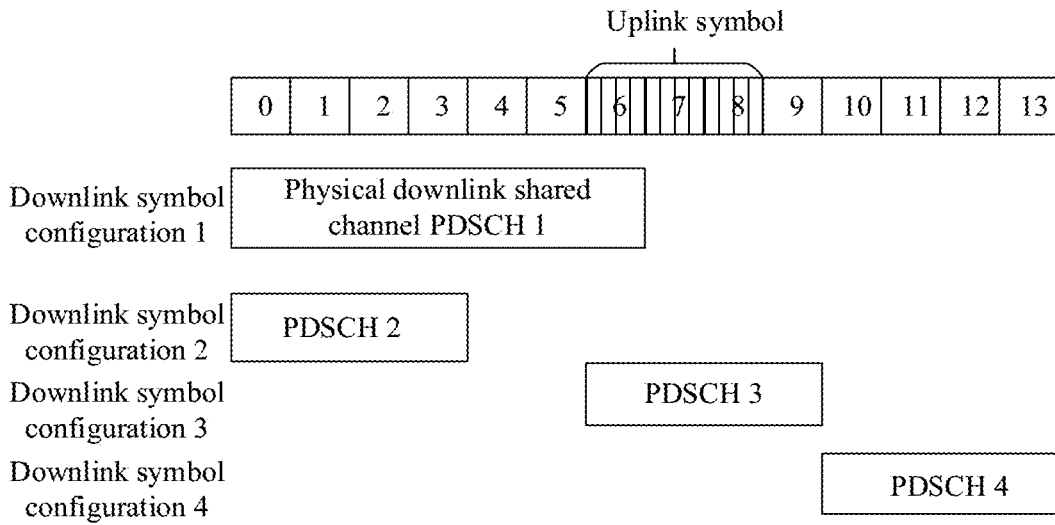 Uplink symbol
0 1 2 3 4 5 6 7 8 9 10 11 12 13
Downlink symbol
configuration 1
Physical downlink shared
channel PDSCH 1
Downlink symbol
configuration 2
PDSCH 2
Downlink symbol
configuration 3
PDSCH 3
Downlink symbol
configuration 4
PDSCH 4